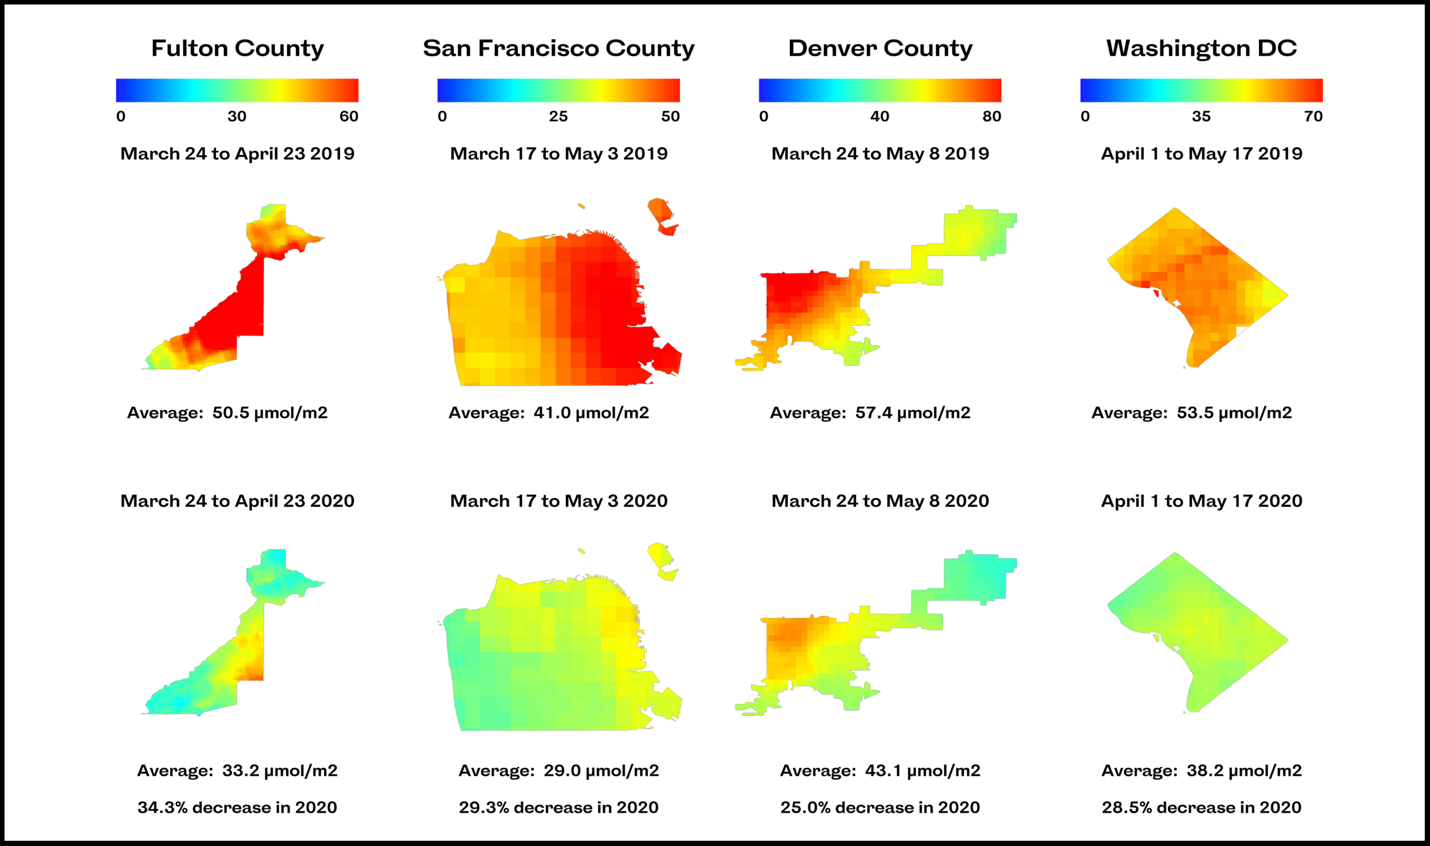 Fulton County
San Francisco County
Denver County
Washington DC
0 30 60
0 25 50
0 40 80
0 35 70
March 24 to April 23 2019
March 17 to May 3 2019
March 24 to May 8 2019
April 1 to May 17 2019
Average: 50.5 µmol/m2
Average: 41.0 µmol/m2
Average: 57.4 µmol/m2
Average: 53.5 µmol/m2
March 24 to April 23 2020
March 17 to May 3 2020
March 24 to May 8 2020
April 1 to May 17 2020
Average: 33.2 µmol/m2
Average: 29.0 µmol/m2
Average: 43.1 µmol/m2
Average: 38.2 µmol/m2
34.3% decrease in 2020
29.3% decrease in 2020
25.0% decrease in 2020
28.5% decrease in 2020